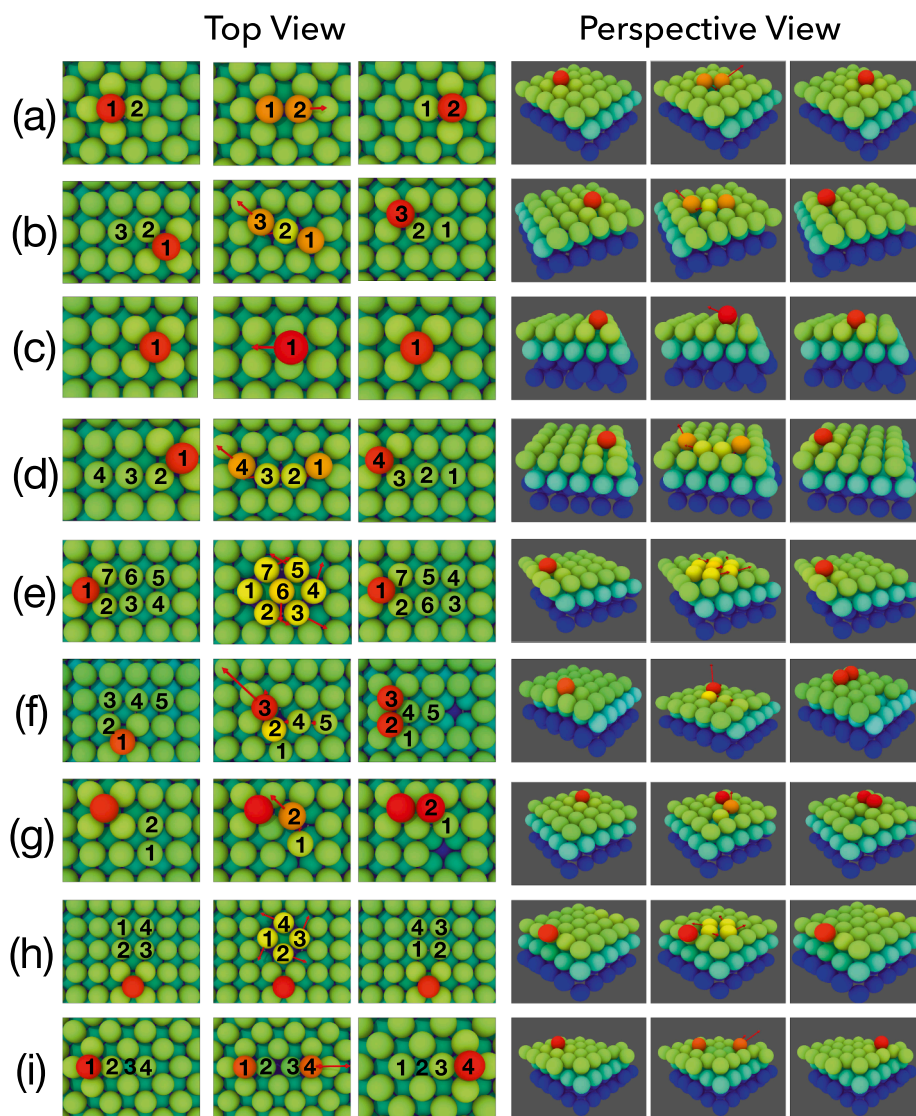 Top View Perspective View
(a) 1 2 1 2 1 2
(b) 3 2 1 3 2 1 3 2 1
(c) 1 1 1
(d) 4 3 2 1 4 3 2 1 4 3 2 1
(e) 7 6 5 7 5 7 5 4
1 2 3 4 1 6 4 1 2 6 3
2 3
(f) 3 4 5 3 3
2 2 4 5 4 5
1 1 2 1
(g) 2 2 2
1 1 1
(h) 1 4 4 4 3
2 3 1 3 1 2
2
(i) 1 2 3 4 1 2 3 4 1 2 3 4